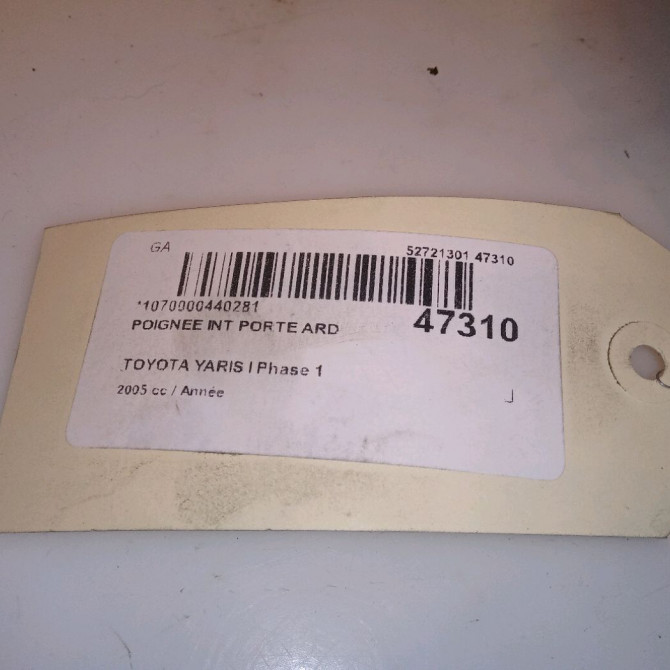 GA
52721301 47310
*1070000440281
47310
POIGNEE INT PORTE ARD
TOYOTA YARIS I Phase 1
2005 cc / Année